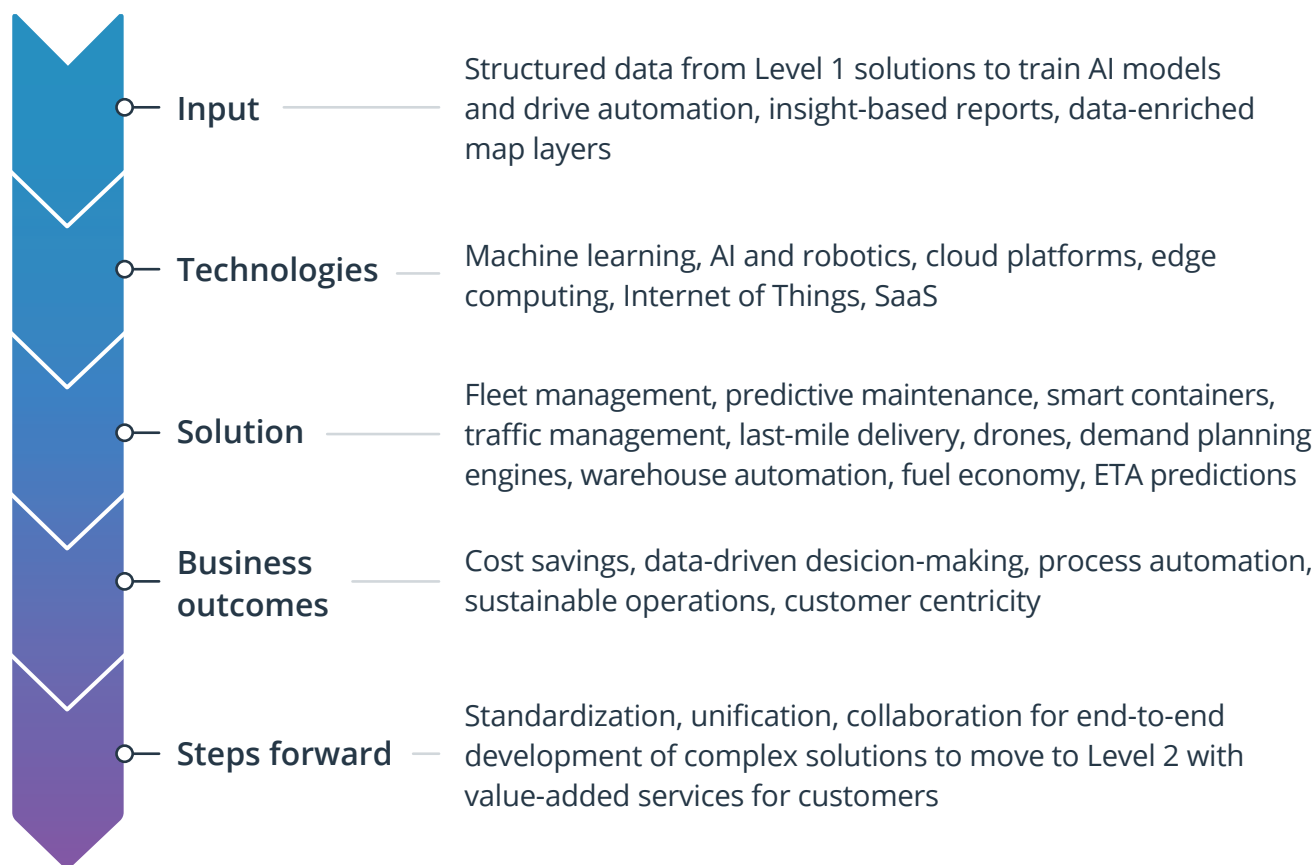 Input
Structured data from Level 1 solutions to train AI models
and drive automation, insight-based reports, data-enriched
map layers
Technologies
Machine learning, AI and robotics, cloud platforms, edge
computing, Internet of Things, SaaS
Solution
Fleet management, predictive maintenance, smart containers,
traffic management, last-mile delivery, drones, demand planning
engines, warehouse automation, fuel economy, ETA predictions
Business
outcomes
Cost savings, data-driven desicion-making, process automation,
sustainable operations, customer centricity
Steps forward
Standardization, unification, collaboration for end-to-end
development of complex solutions to move to Level 2 with
value-added services for customers